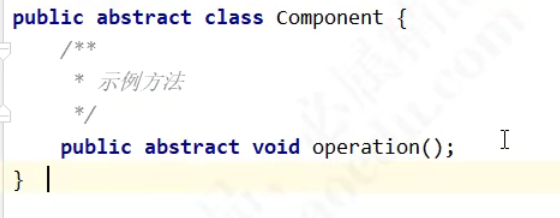 public abstract class Component {
/**
* 示例方法
*/
public abstract void operation();
}